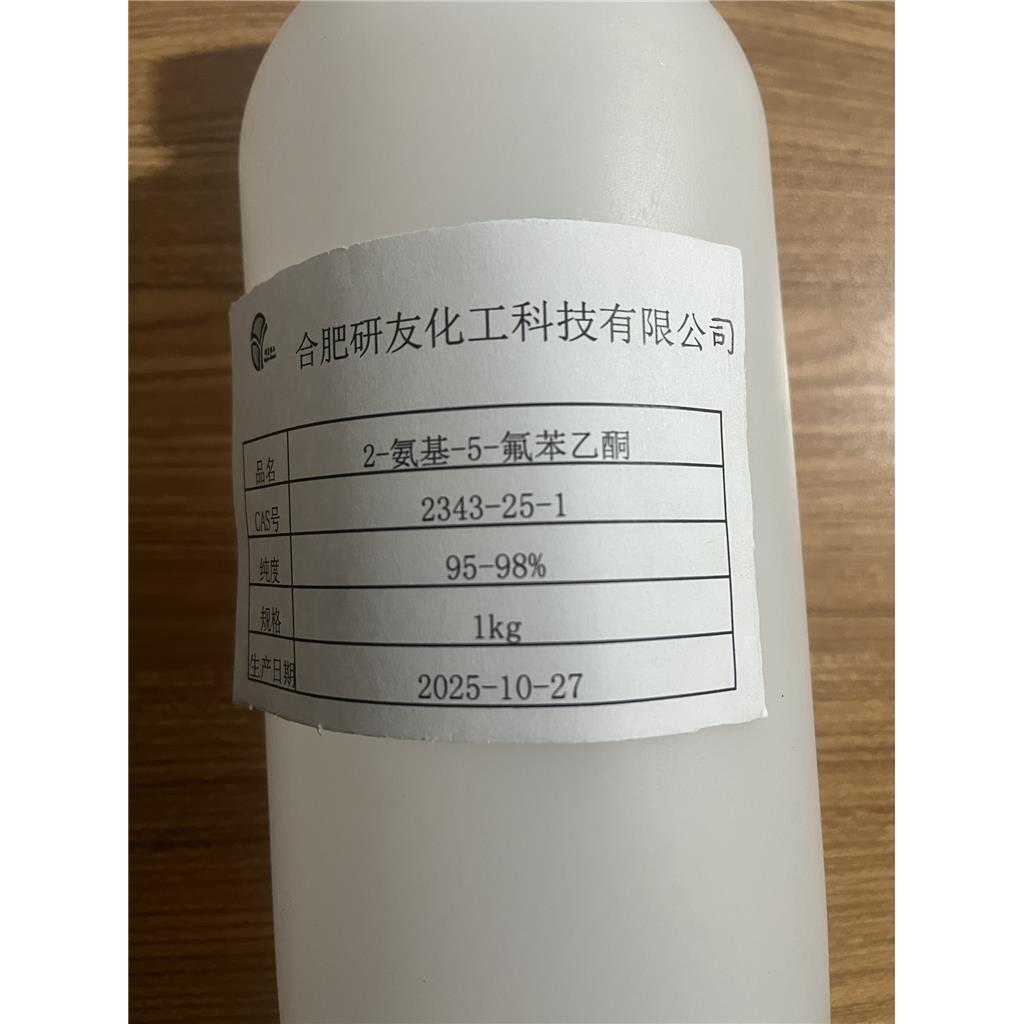 合肥研友化工科技有限公司
品名 2-氨基-5-氟苯乙酮
CAS号 2343-25-1
纯度 95-98%
规格 1kg
生产日期 2025-10-27